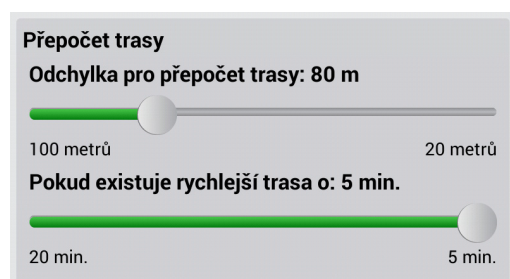 Přepočet trasy
Odchylka pro přepočet trasy: 80 m
100 metrů 20 metrů
Pokud existuje rychlejší trasa o: 5 min.
20 min. 5 min.